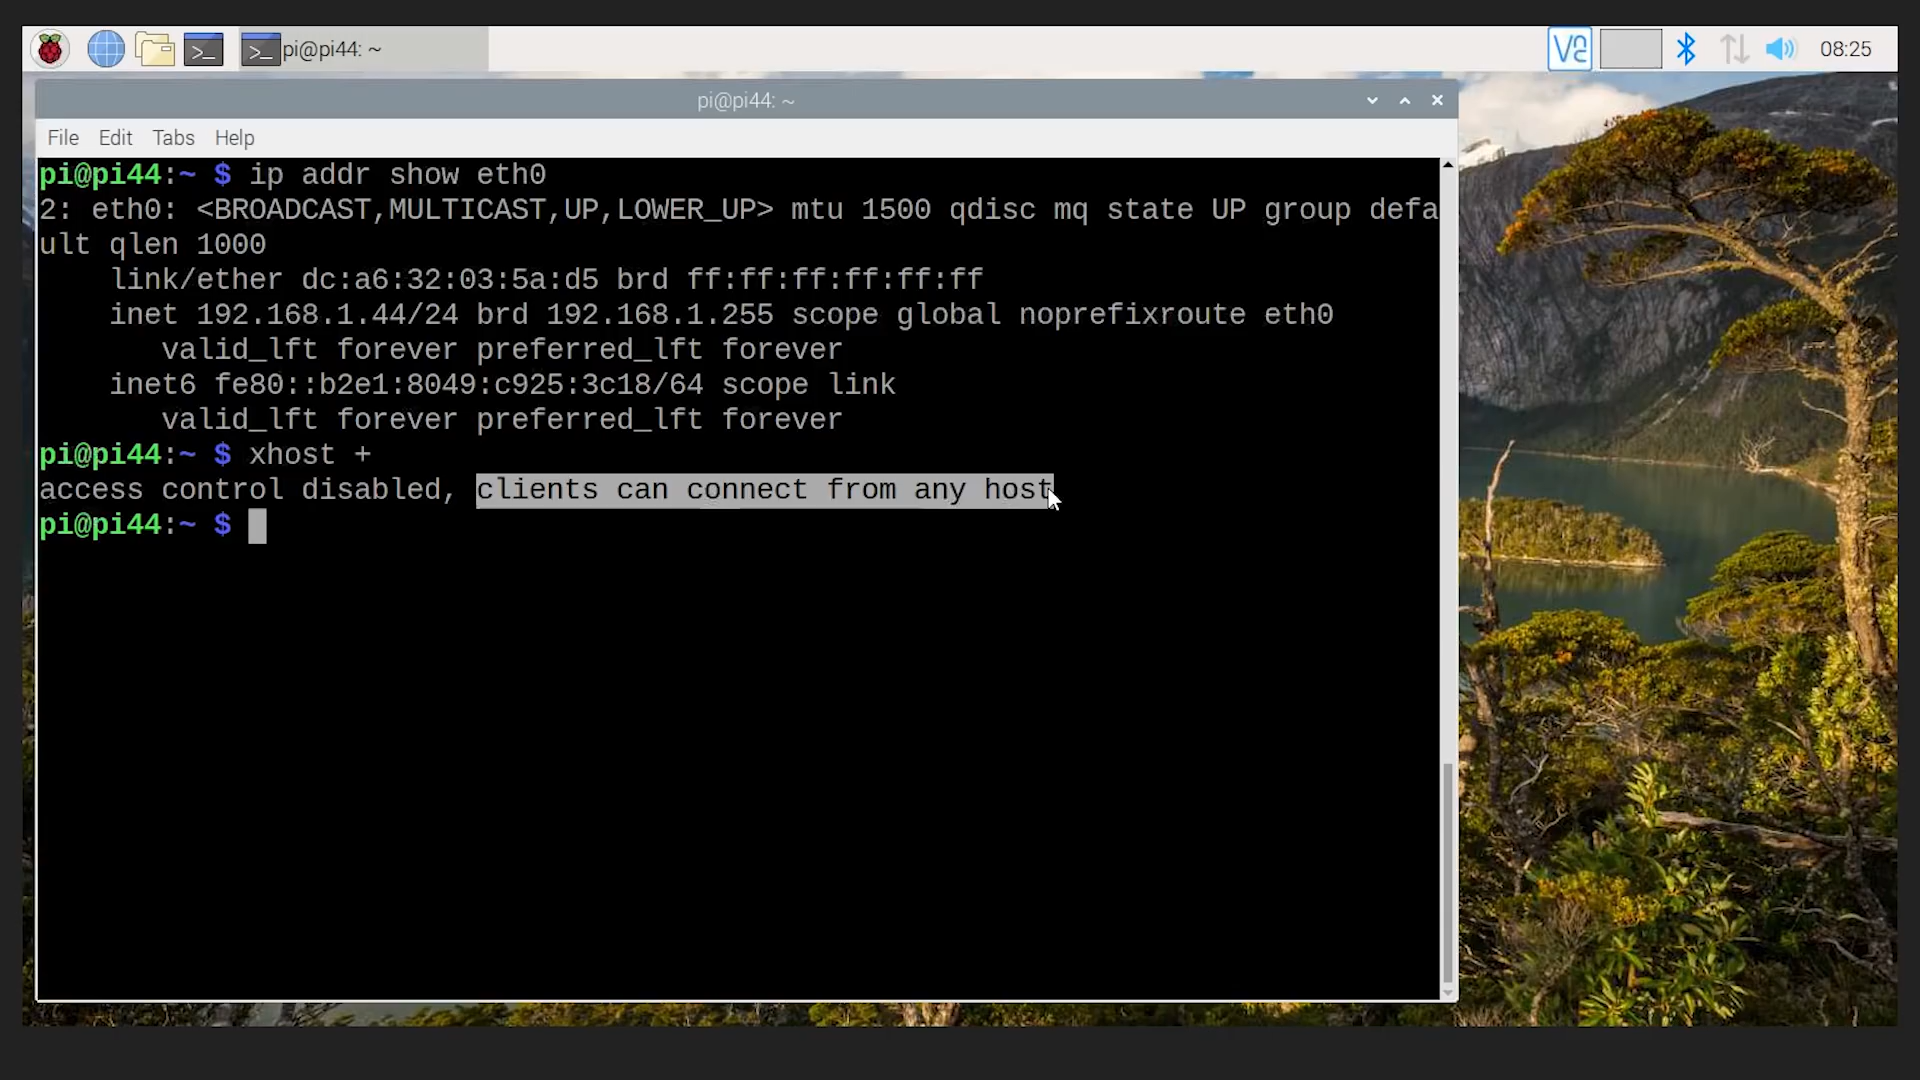 pi@pi44: ~
08:25
pi@pi44: ~
File Edit Tabs Help
pi@pi44:~ $ ip addr show eth0
2: eth0: <BROADCAST,MULTICAST,UP,LOWER_UP> mtu 1500 qdisc mq state UP group defa
ult qlen 1000
link/ether dc:a6:32:03:5a:d5 brd ff:ff:ff:ff:ff:ff
inet 192.168.1.44/24 brd 192.168.1.255 scope global noprefixroute eth0
valid_lft forever preferred_lft forever
inet6 fe80::b2e1:8049:c925:3c18/64 scope link
valid_lft forever preferred_lft forever
pi@pi44:~ $ xhost +
access control disabled, clients can connect from any host
pi@pi44:~ $